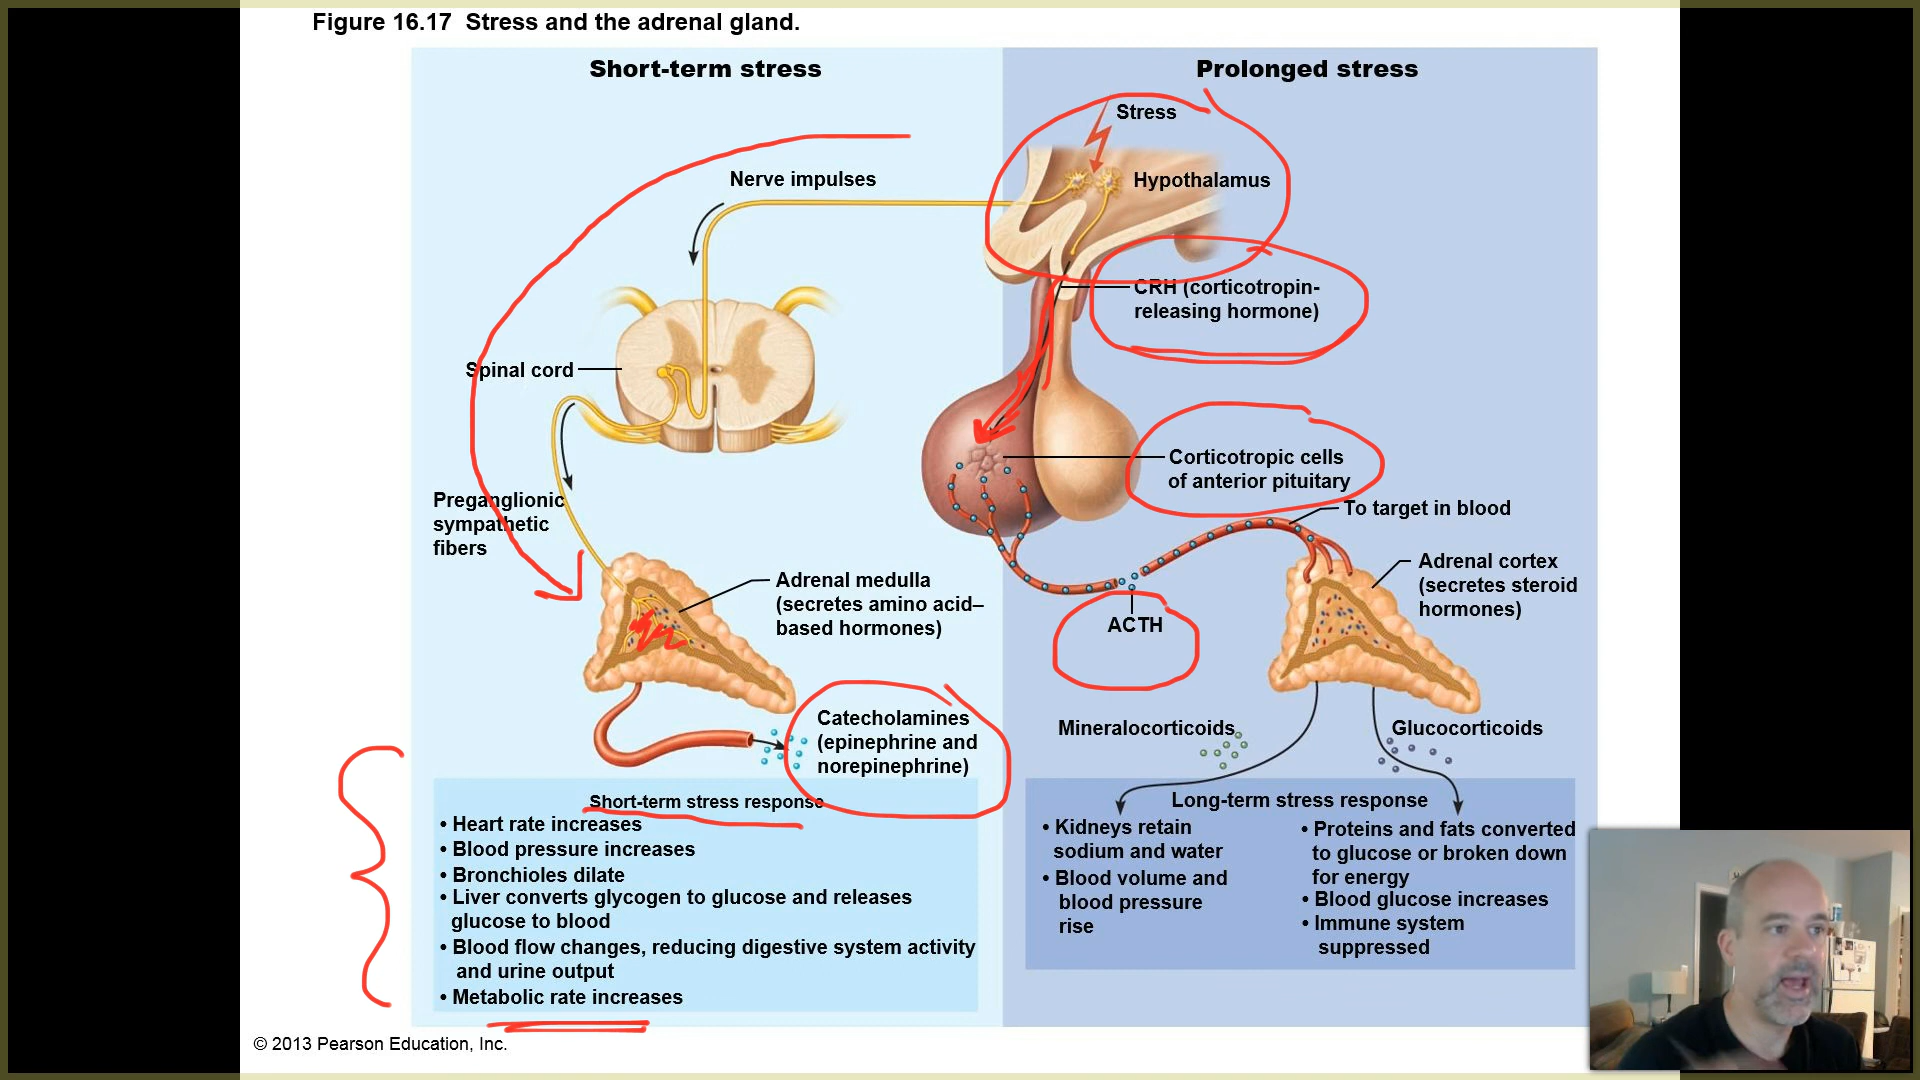 Figure 16.17 Stress and the adrenal gland.
Short-term stress
Nerve impulses
Spinal cord
Preganglionic
sympathetic
fibers
Adrenal medulla
(secretes amino acid–
based hormones)
Catecholamines
(epinephrine and
norepinephrine)
Short-term stress response
• Heart rate increases
• Blood pressure increases
• Bronchioles dilate
• Liver converts glycogen to glucose and releases
glucose to blood
• Blood flow changes, reducing digestive system activity
and urine output
• Metabolic rate increases
Prolonged stress
Stress
Hypothalamus
CRH (corticotropin-
releasing hormone)
Corticotropic cells
of anterior pituitary
To target in blood
Adrenal cortex
(secretes steroid
hormones)
ACTH
Mineralocorticoids
Glucocorticoids
Long-term stress response
• Kidneys retain
sodium and water
• Blood volume and
blood pressure
rise
• Proteins and fats converted
to glucose or broken down
for energy
• Blood glucose increases
• Immune system
suppressed
© 2013 Pearson Education, Inc.